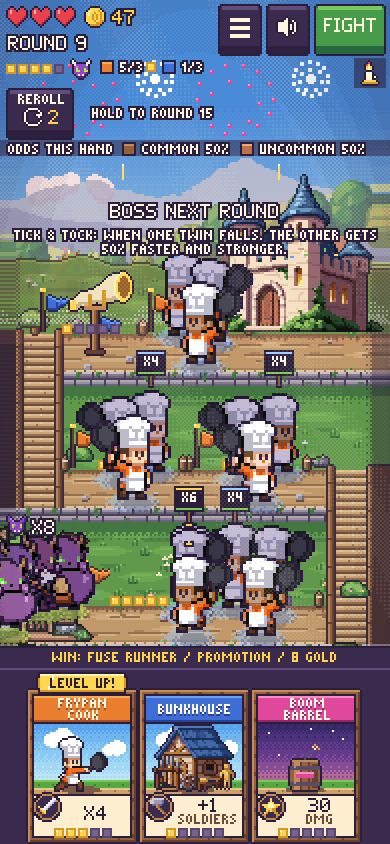 47
FIGHT
ROUND 9
5/3 1/3
REROLL
2
HOLD TO ROUND 15
ODDS THIS HAND COMMON 50% UNCOMMON 50%
BOSS NEXT ROUND
TICK & TOCK: WHEN ONE TWIN FALLS, THE OTHER GETS
50% FASTER AND STRONGER.
X4 X4
X6 X4
X8
WIN: FUSE RUNNER / PROMOTION / 8 GOLD
LEVEL UP!
FRYPAN
COOK
X4
BUNKHOUSE
+1
SOLDIERS
BOOM
BARREL
30
DMG